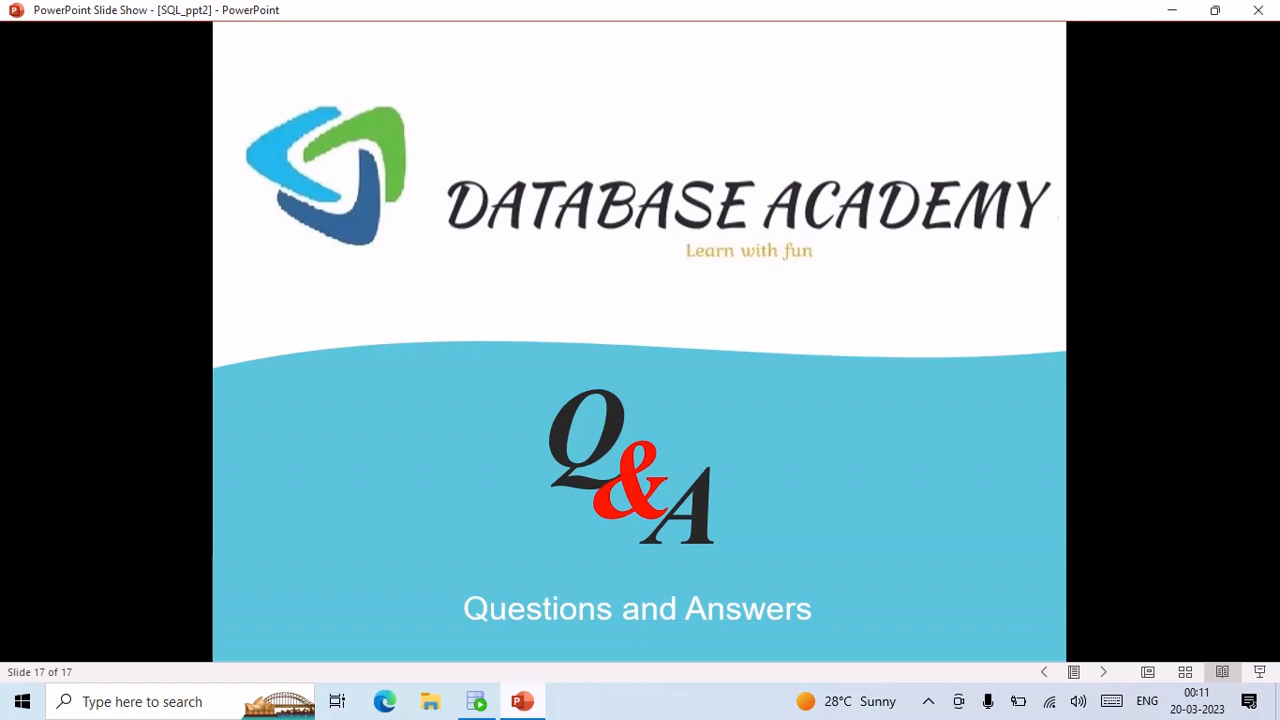 PowerPoint Slide Show - [SQL_ppt2] - PowerPoint
DATABASE ACADEMY
Learn with fun
Q&A
Questions and Answers
Slide 17 of 17
Type here to search
28°C Sunny
ENG
00:11
20-03-2023